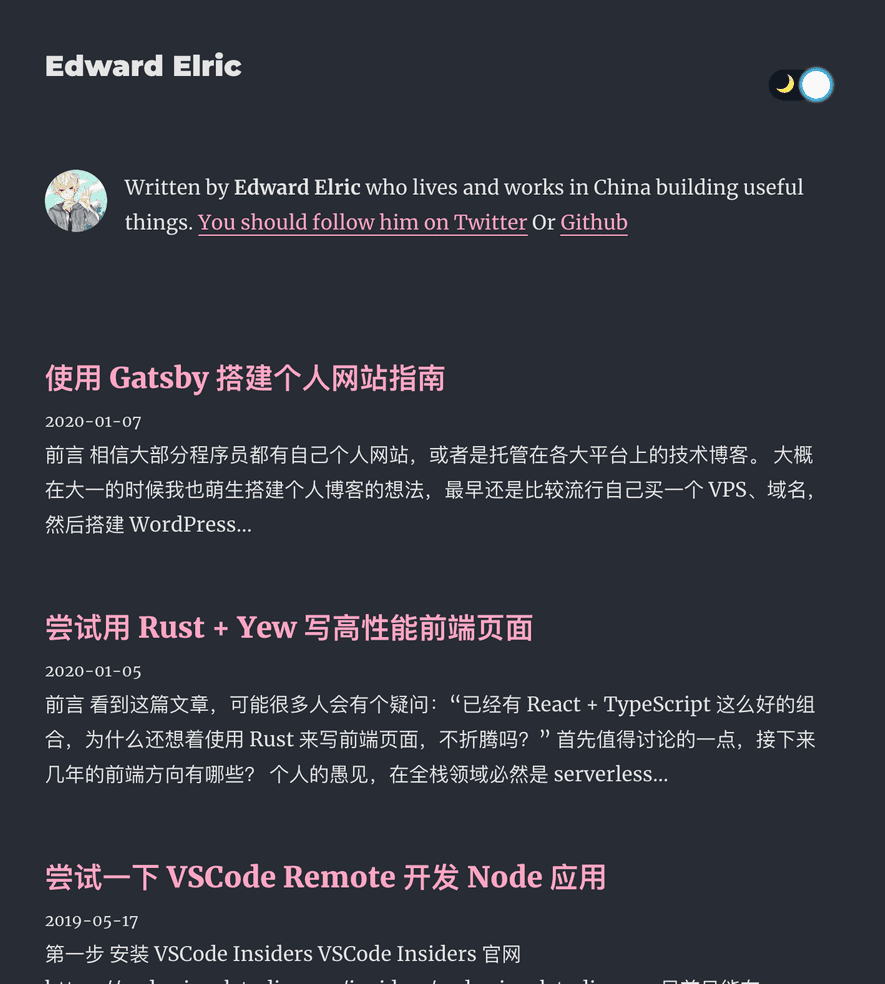 Edward Elric
Written by Edward Elric who lives and works in China building useful
things. You should follow him on Twitter Or Github
使用 Gatsby 搭建个人网站指南
2020-01-07
前言 相信大部分程序员都有自己个人网站，或者是托管在各大平台上的技术博客。 大概
在大一的时候我也萌生搭建个人博客的想法，最早还是比较流行自己买一个 VPS、域名，
然后搭建 WordPress…
尝试用 Rust + Yew 写高性能前端页面
2020-01-05
前言 看到这篇文章，可能很多人会有个疑问：“已经有 React + TypeScript 这么好的组
合，为什么还想着使用 Rust 来写前端页面，不折腾吗？” 首先值得讨论的一点，接下来
几年的前端方向有哪些？ 个人的愚见，在全栈领域必然是 serverless…
尝试一下 VSCode Remote 开发 Node 应用
2019-05-17
第一步 安装 VSCode Insiders VSCode Insiders 官网